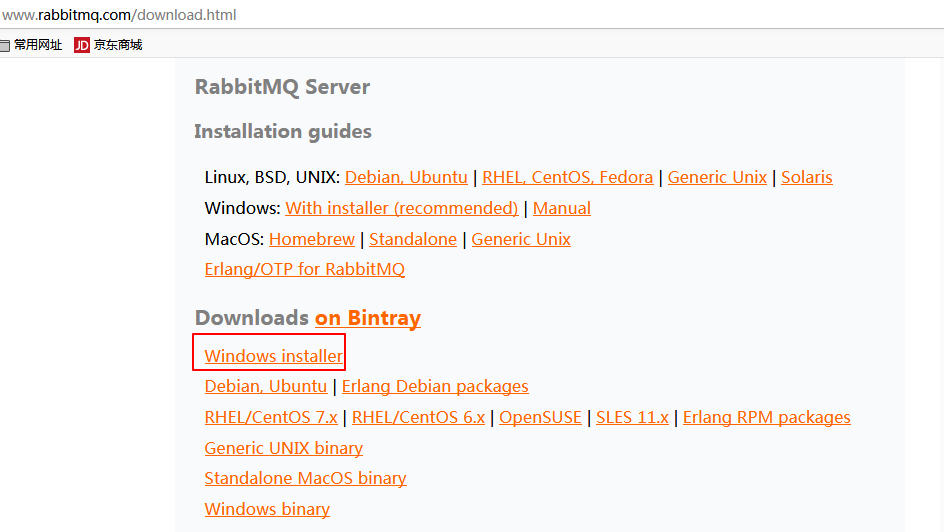 www.rabbitmq.com/download.html
常用网址 JD 京东商城
RabbitMQ Server
Installation guides
Linux, BSD, UNIX: Debian, Ubuntu | RHEL, CentOS, Fedora | Generic Unix | Solaris
Windows: With installer (recommended) | Manual
MacOS: Homebrew | Standalone | Generic Unix
Erlang/OTP for RabbitMQ
Downloads on Bintray
Windows installer
Debian, Ubuntu | Erlang Debian packages
RHEL/CentOS 7.x | RHEL/CentOS 6.x | OpenSUSE | SLES 11.x | Erlang RPM packages
Generic UNIX binary
Standalone MacOS binary
Windows binary